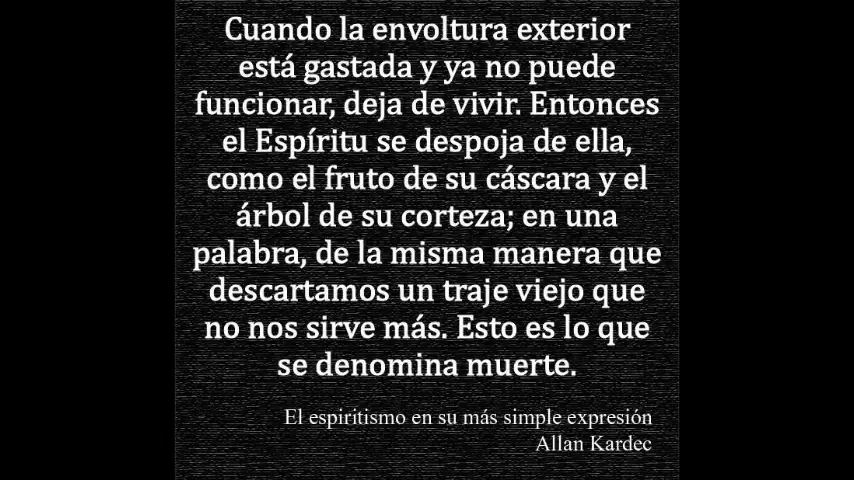 Cuando la envoltura exterior
está gastada y ya no puede
funcionar, deja de vivir. Entonces
el Espíritu se despoja de ella,
como el fruto de su cáscara y el
árbol de su corteza; en una
palabra, de la misma manera que
descartamos un traje viejo que
no nos sirve más. Esto es lo que
se denomina muerte.
El espiritismo en su más simple expresión
Allan Kardec